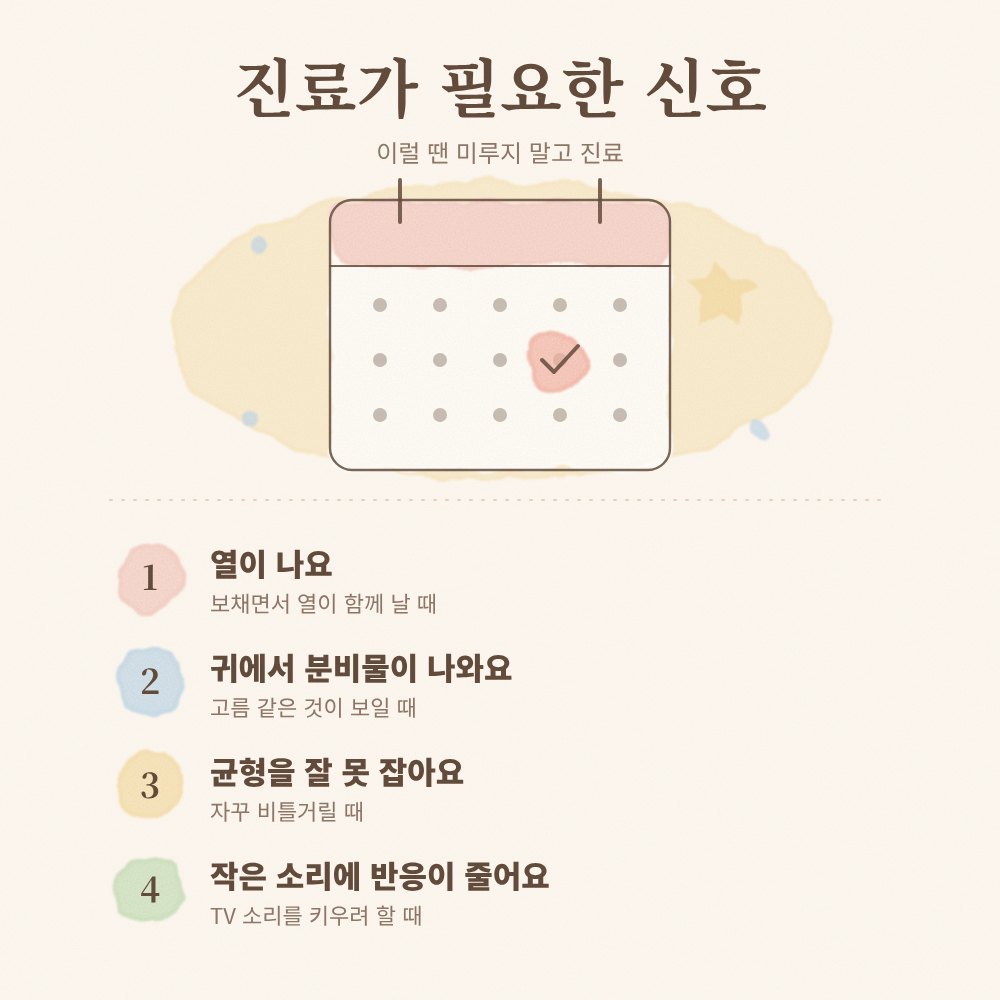 진료가 필요한 신호
이럴 땐 미루지 말고 진료
1
열이 나요
보채면서 열이 함께 날 때
2
귀에서 분비물이 나와요
고름 같은 것이 보일 때
3
균형을 잘 못 잡아요
자꾸 비틀거릴 때
4
작은 소리에 반응이 줄어요
TV 소리를 키우려 할 때